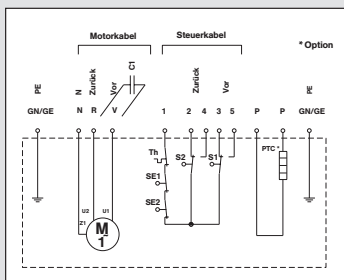 Motorkabel Steuerkabel
* Option
C1
PE N Zurück Vor Zurück Vor PE
GN/GE N R V 1 2 4 3 5 P P GN/GE
Th S2 S1 PTC *
SE1
SE2
U2 U1
Z1
M
1